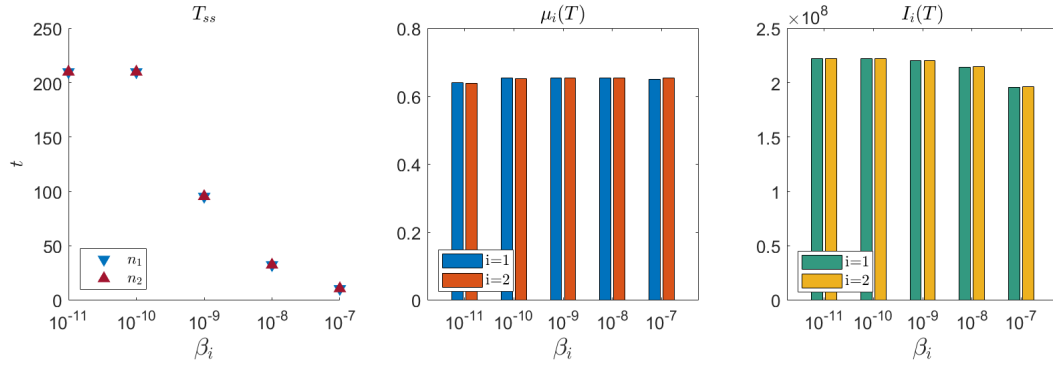 T_{ss}
250
200
150
100
50
0
t
n_1
n_2
10^{-11} 10^{-10} 10^{-9} 10^{-8} 10^{-7}
β_i
μ_i(T)
0.8
0.6
0.4
0.2
0
i=1
i=2
10^{-11} 10^{-10} 10^{-9} 10^{-8} 10^{-7}
β_i
I_i(T)
×10^8
2.5
2
1.5
1
0.5
0
i=1
i=2
10^{-11} 10^{-10} 10^{-9} 10^{-8} 10^{-7}
β_i